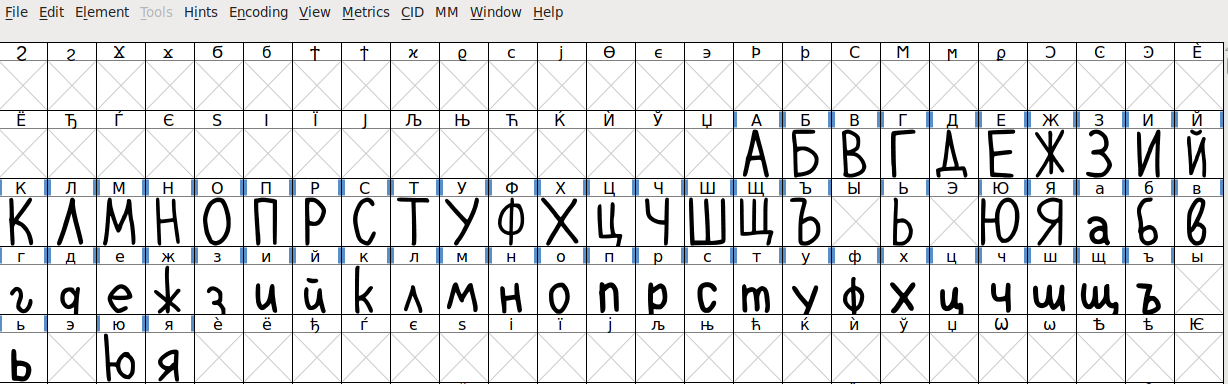 File Edit Element Tools Hints Encoding View Metrics CID MM Window Help
Ϩ ϩ Ϫ ϫ Ϭ ϭ Ϯ ϯ ϰ ϱ ϲ ϳ ϴ ϵ ϶ Ϸ ϸ Ϲ Ϻ ϻ ϼ Ͻ Ͼ Ͽ Ѐ
Ё Ђ Ѓ Є Ѕ І Ї Ј Љ Њ Ћ Ќ Ѝ Ў Џ А Б В Г Д Е Ж З И Й
А Б В Г Д Е Ж З И Й
К Л М Н О П Р С Т У Ф Х Ц Ч Ш Щ Ъ Ы Ь Э Ю Я а б в
К Л М Н О П Р С Т У Ф Х Ц Ч Ш Щ Ъ Ь Ю Я а б в
г д е ж з и й к л м н о п р с т у ф х ц ч ш щ ъ ы
г д е ж з и й к л м н о п р с т у ф х ц ч ш щ ъ
ь э ю я ѐ ё ђ ѓ є ѕ і ї ј љ њ ћ ќ ѝ ў џ Ѡ ѡ Ѣ ѣ Ѥ
ь ю я